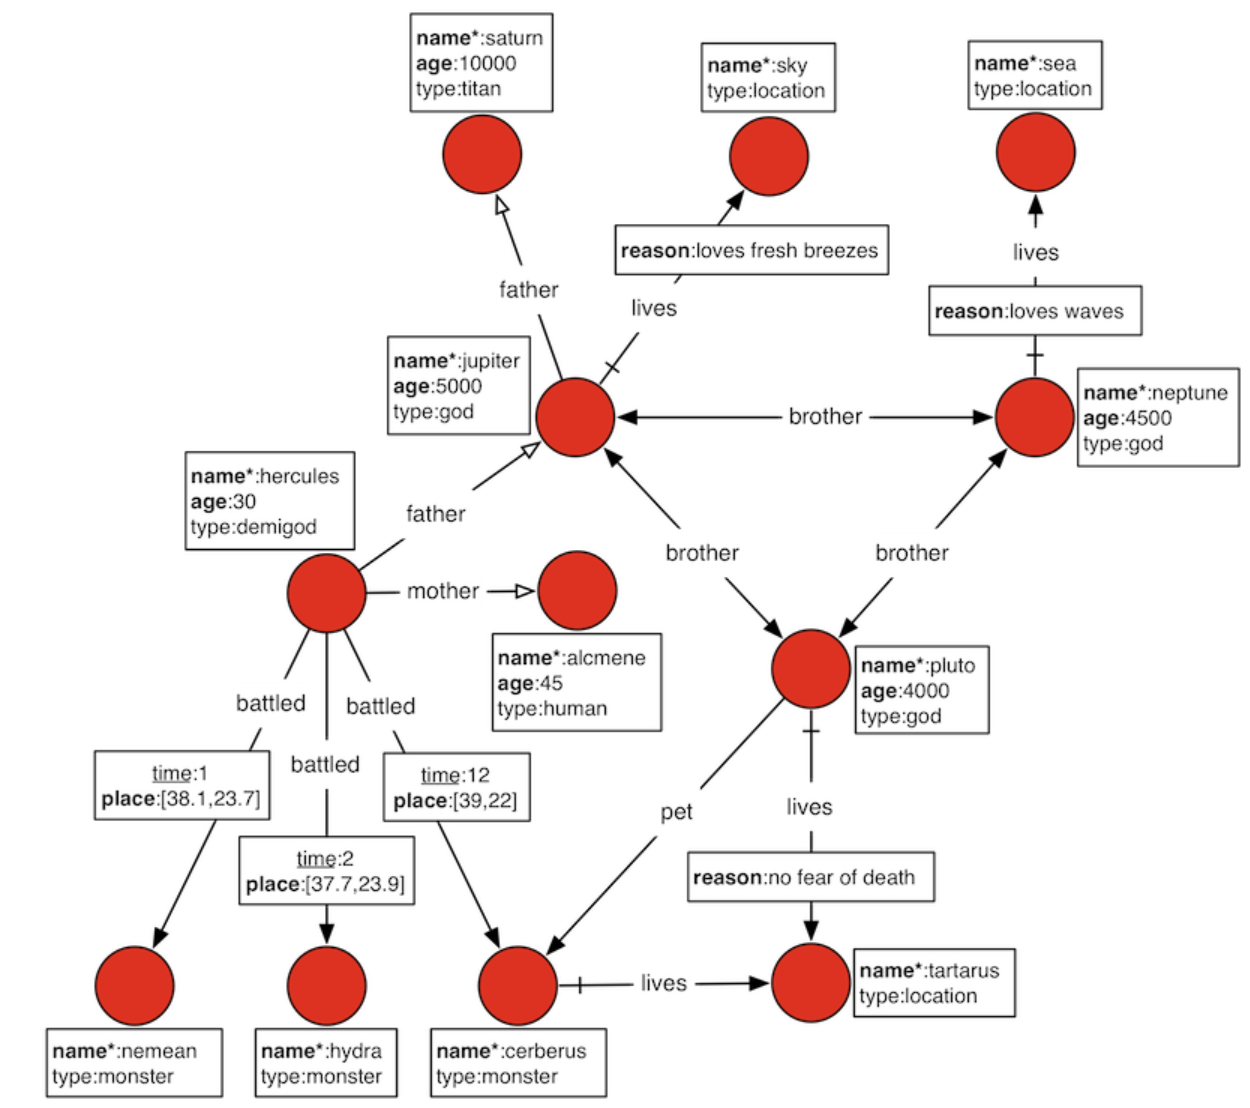 name*:saturn
age:10000
type:titan
name*:sky
type:location
name*:sea
type:location
reason:loves fresh breezes
lives
father
lives
reason:loves waves
name*:jupiter
age:5000
type:god
brother
name*:neptune
age:4500
type:god
name*:hercules
age:30
type:demigod
father
brother
brother
mother
name*:alcmene
age:45
type:human
name*:pluto
age:4000
type:god
battled
battled
battled
time:1
place:[38.1,23.7]
time:12
place:[39,22]
time:2
place:[37.7,23.9]
pet
lives
reason:no fear of death
lives
name*:tartarus
type:location
name*:nemean
type:monster
name*:hydra
type:monster
name*:cerberus
type:monster